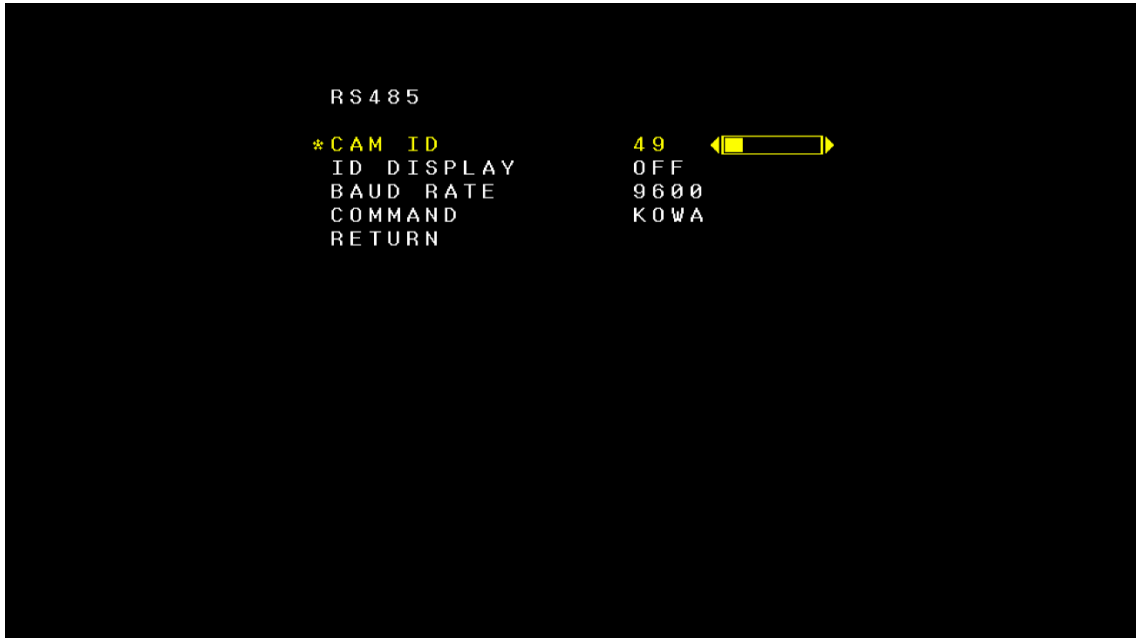 RS485
*CAM ID 49
ID DISPLAY OFF
BAUD RATE 9600
COMMAND KOWA
RETURN